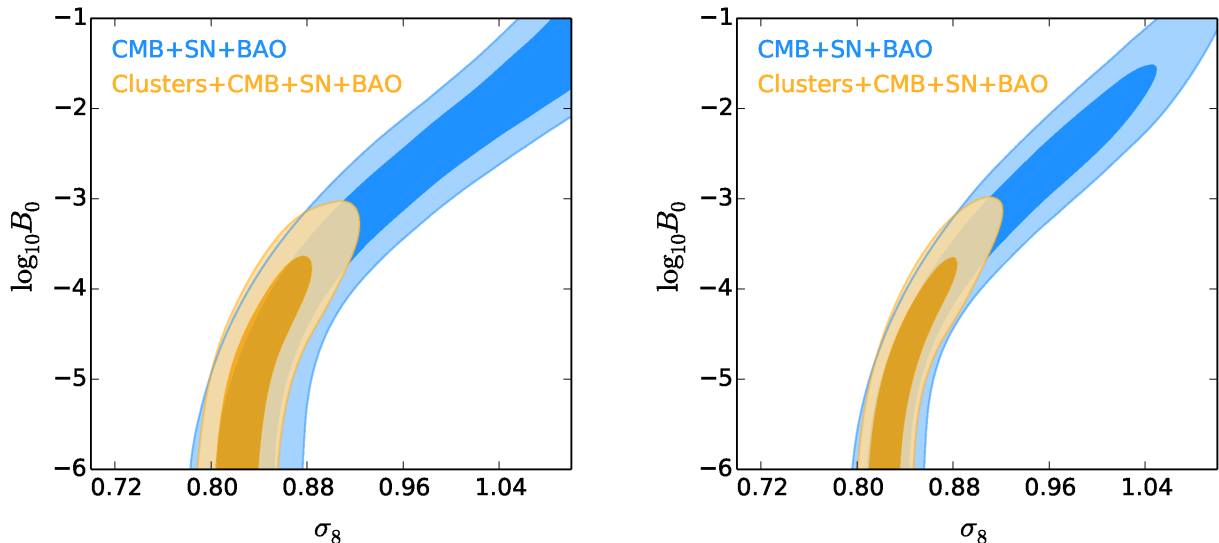 CMB+SN+BAO
Clusters+CMB+SN+BAO
−1
−2
−3
−4
−5
−6
log₁₀B₀
0.72 0.80 0.88 0.96 1.04
σ₈
CMB+SN+BAO
Clusters+CMB+SN+BAO
−1
−2
−3
−4
−5
−6
log₁₀B₀
0.72 0.80 0.88 0.96 1.04
σ₈